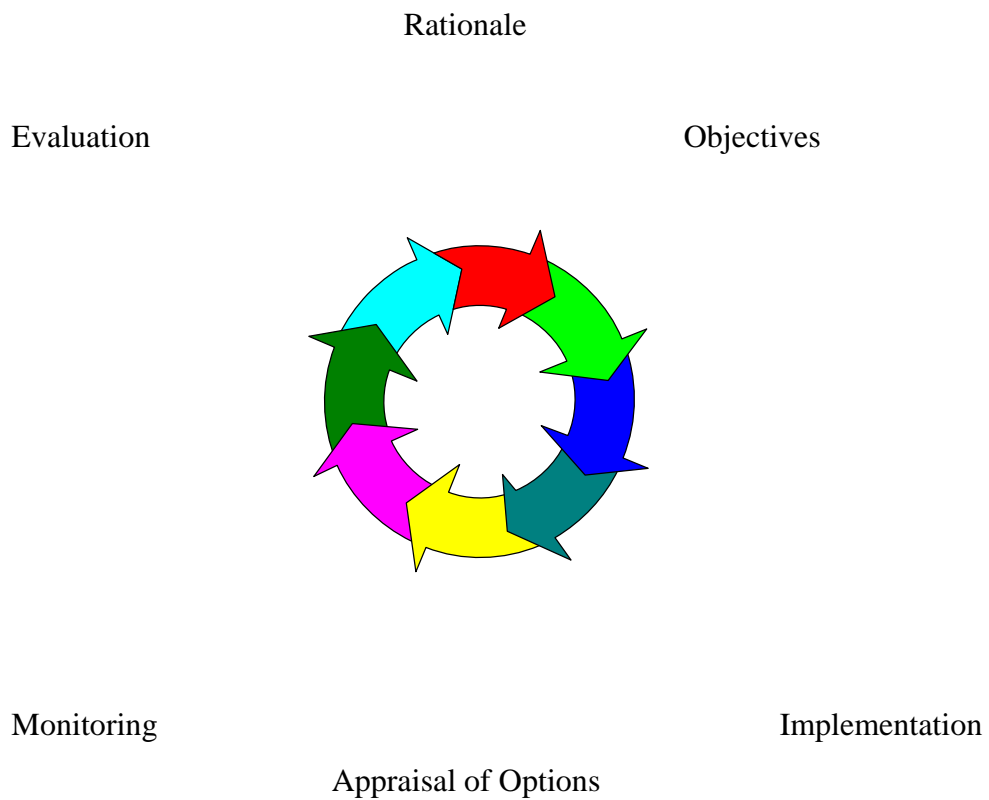 Rationale
Evaluation
Objectives
Monitoring
Implementation
Appraisal of Options